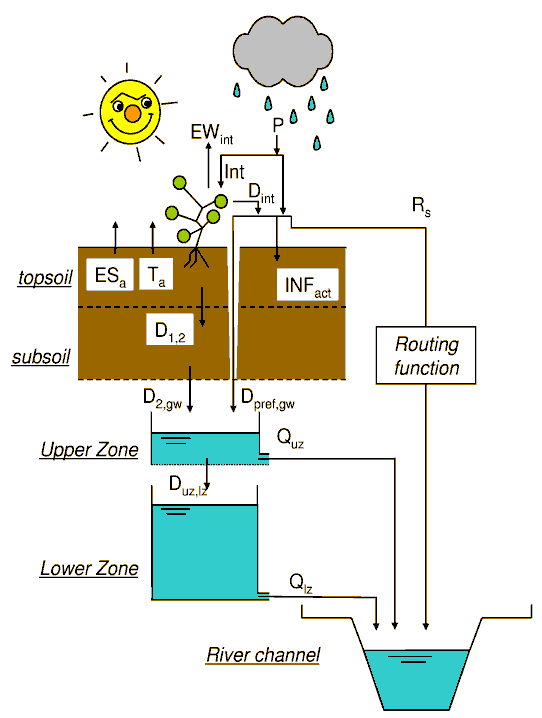 P
EWint
Int
Dint
Rs
topsoil
ESa
Ta
INFact
D1,2
Routing
function
subsoil
D2,gw
Dpref,gw
Upper Zone
Quz
Duz,lz
Lower Zone
Qlz
River channel